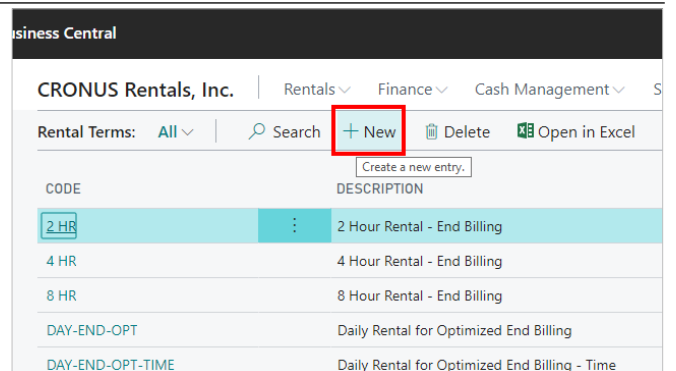 usiness Central
CRONUS Rentals, Inc. Rentals Finance Cash Management S
Rental Terms: All Search + New Delete Open in Excel
Create a new entry.
CODE DESCRIPTION
2 HR 2 Hour Rental - End Billing
4 HR 4 Hour Rental - End Billing
8 HR 8 Hour Rental - End Billing
DAY-END-OPT Daily Rental for Optimized End Billing
DAY-END-OPT-TIME Daily Rental for Optimized End Billing - Time